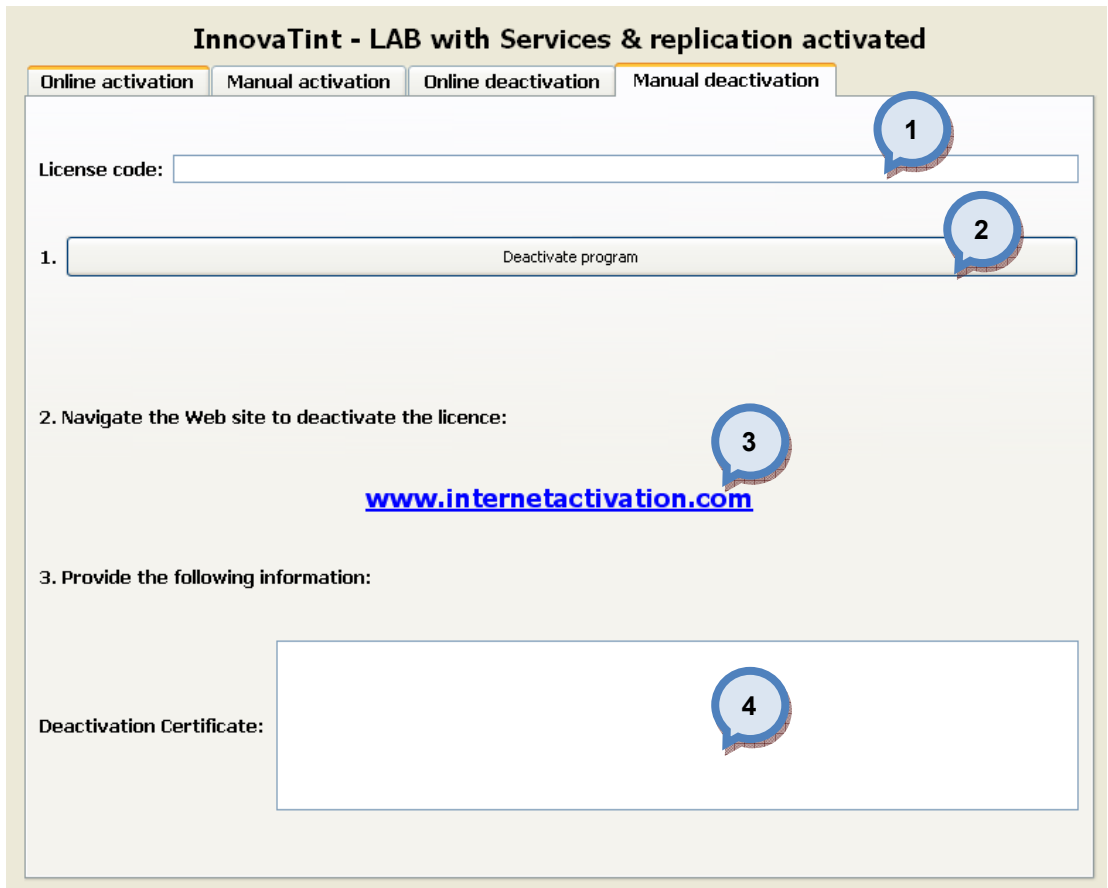 InnovaTint - LAB with Services & replication activated
Online activation Manual activation Online deactivation Manual deactivation
1
License code:
2
1. Deactivate program
2. Navigate the Web site to deactivate the licence:
3
www.internetactivation.com
3. Provide the following information:
4
Deactivation Certificate: